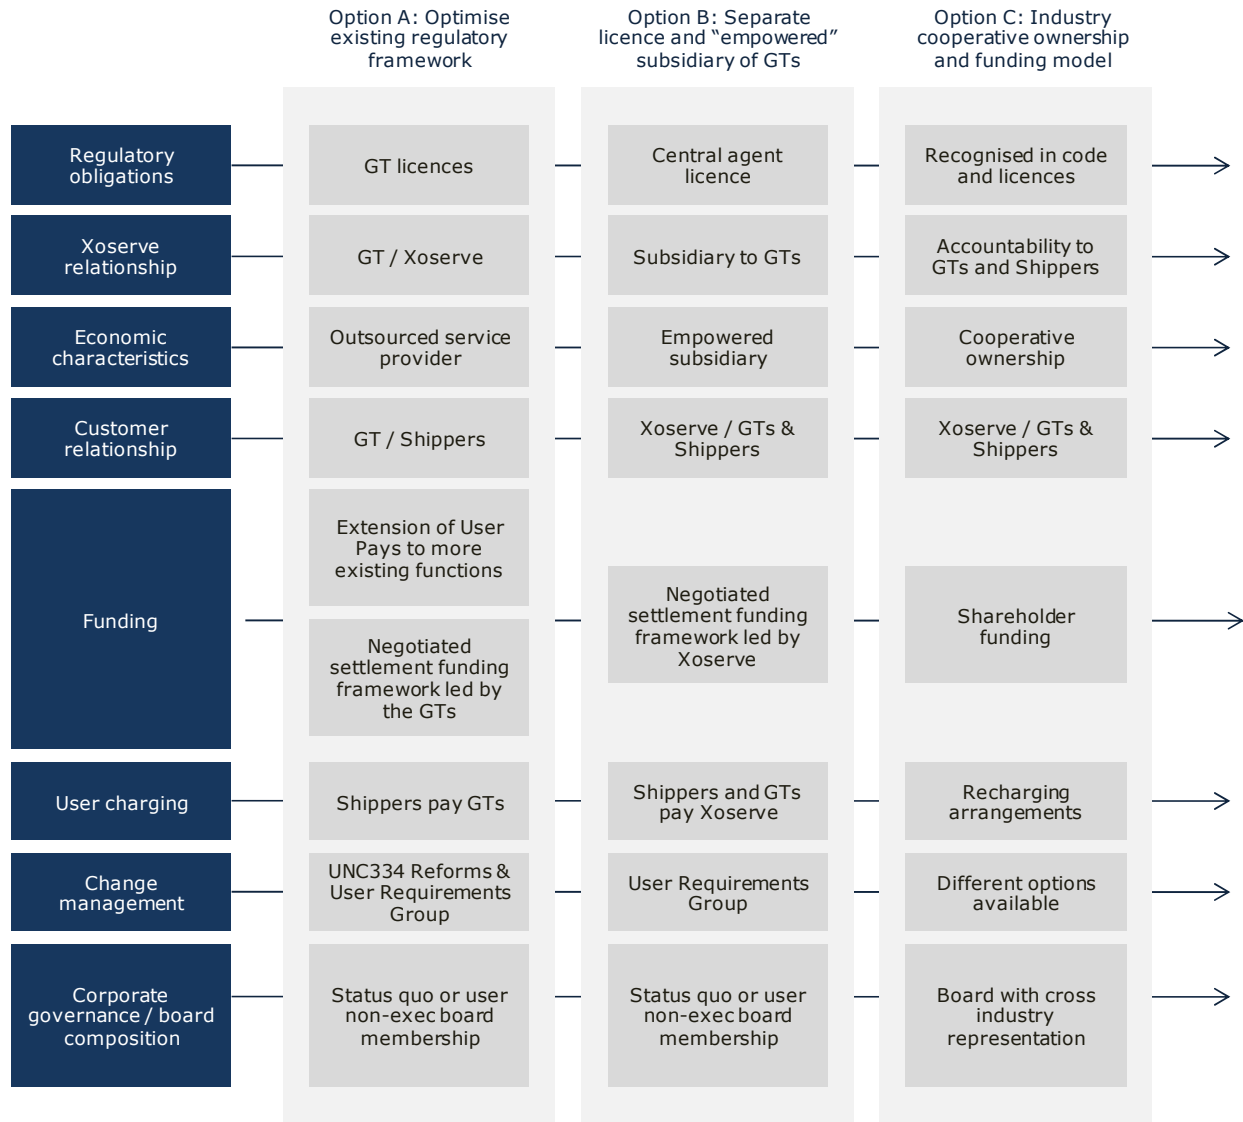 Option A: Optimise
existing regulatory
framework
Option B: Separate
licence and “empowered”
subsidiary of GTs
Option C: Industry
cooperative ownership
and funding model
Regulatory
obligations
GT licences
Central agent
licence
Recognised in code
and licences
Xoserve
relationship
GT / Xoserve
Subsidiary to GTs
Accountability to
GTs and Shippers
Economic
characteristics
Outsourced service
provider
Empowered
subsidiary
Cooperative
ownership
Customer
relationship
GT / Shippers
Xoserve / GTs &
Shippers
Xoserve / GTs &
Shippers
Funding
Extension of User
Pays to more
existing functions
Negotiated
settlement funding
framework led by
the GTs
Negotiated
settlement funding
framework led by
Xoserve
Shareholder
funding
User charging
Shippers pay GTs
Shippers and GTs
pay Xoserve
Recharging
arrangements
Change
management
UNC334 Reforms &
User Requirements
Group
User Requirements
Group
Different options
available
Corporate
governance / board
composition
Status quo or user
non-exec board
membership
Status quo or user
non-exec board
membership
Board with cross
industry
representation